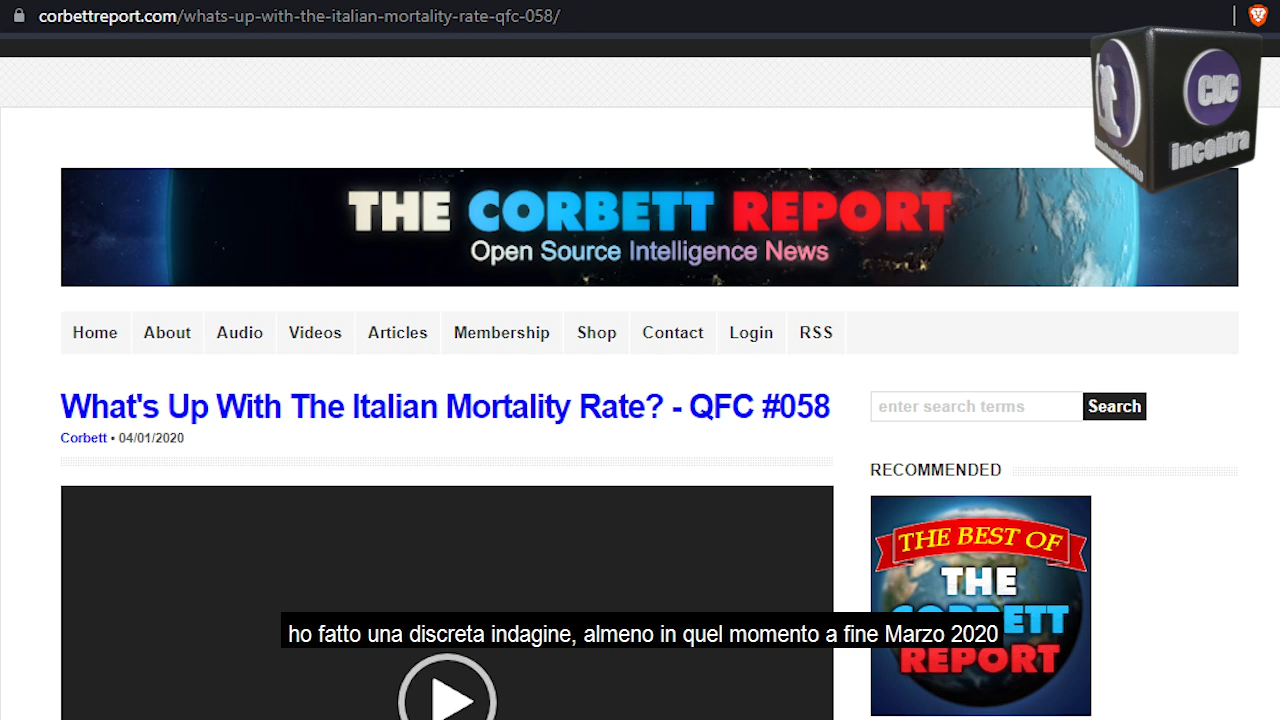 corbettreport.com/whats-up-with-the-italian-mortality-rate-qfc-058/
CDC
incontra
THE CORBETT REPORT
Open Source Intelligence News
Home About Audio Videos Articles Membership Shop Contact Login RSS
What's Up With The Italian Mortality Rate? - QFC #058
Corbett • 04/01/2020
enter search terms Search
RECOMMENDED
THE BEST OF
THE
CORBETT
REPORT
ho fatto una discreta indagine, almeno in quel momento a fine Marzo 2020